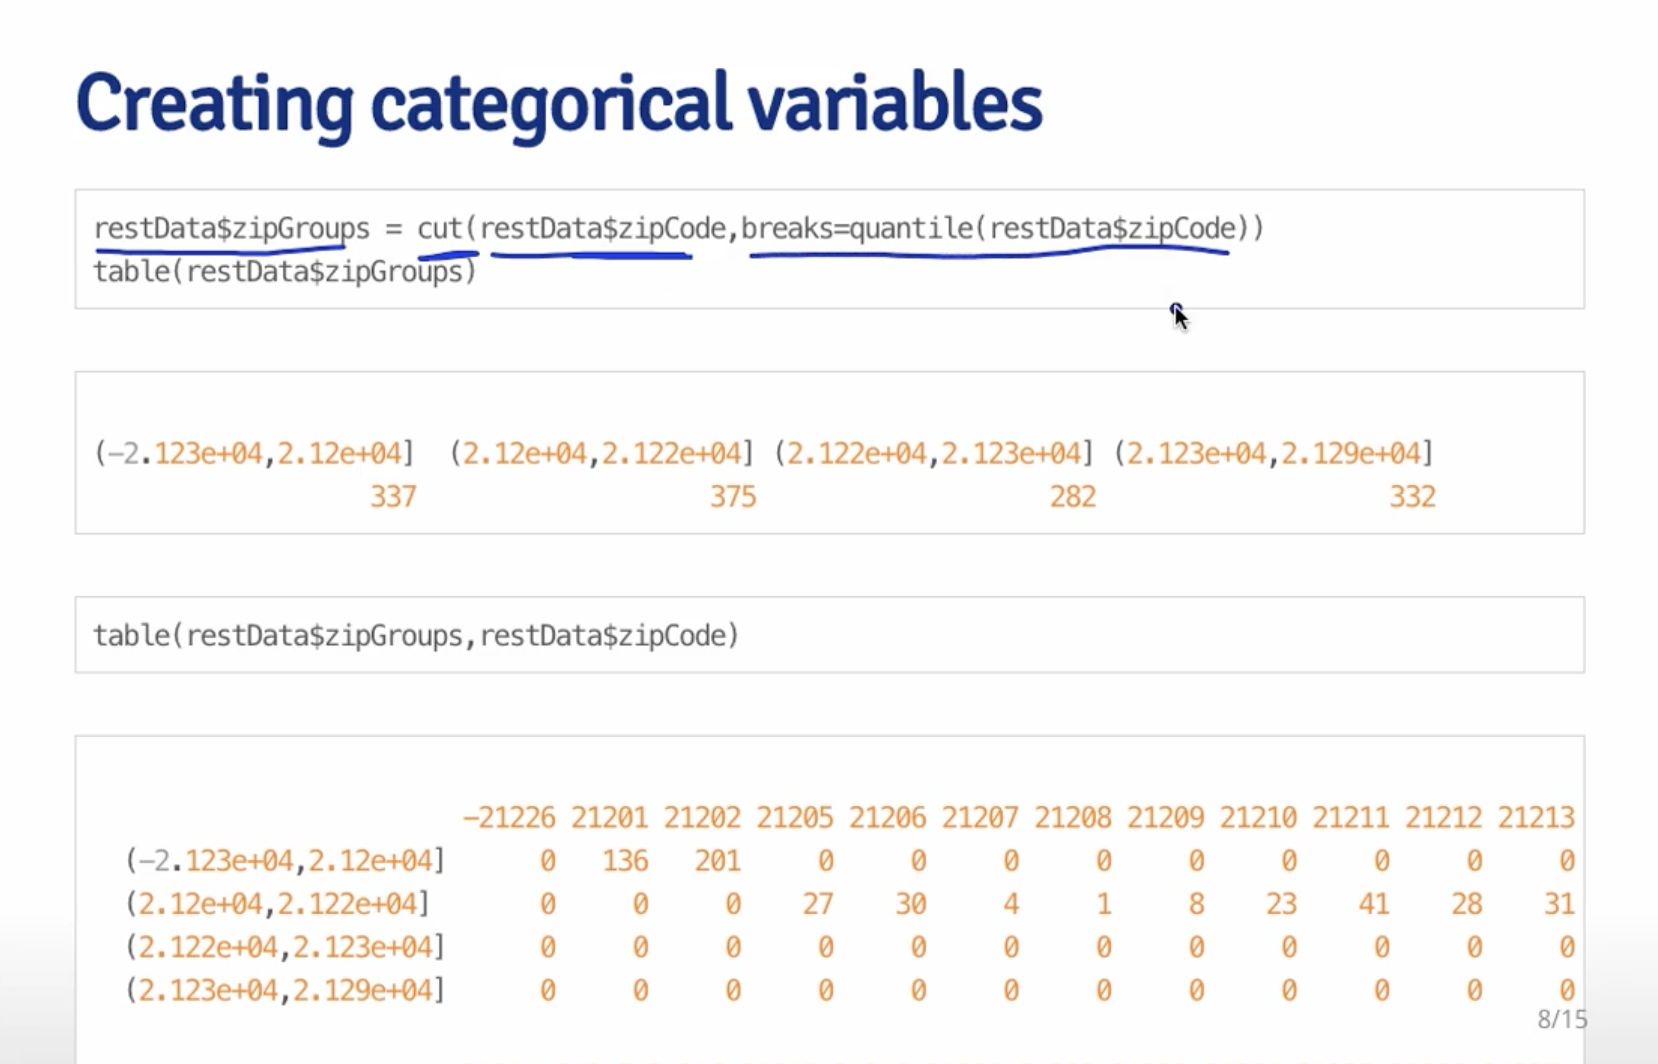 Creating categorical variables
restData$zipGroups = cut(restData$zipCode,breaks=quantile(restData$zipCode))
table(restData$zipGroups)
(−2.123e+04,2.12e+04]  (2.12e+04,2.122e+04] (2.122e+04,2.123e+04] (2.123e+04,2.129e+04]
337 375 282 332
table(restData$zipGroups,restData$zipCode)
−21226 21201 21202 21205 21206 21207 21208 21209 21210 21211 21212 21213
(−2.123e+04,2.12e+04] 0 136 201 0 0 0 0 0 0 0 0 0
(2.12e+04,2.122e+04] 0 0 0 27 30 4 1 8 23 41 28 31
(2.122e+04,2.123e+04] 0 0 0 0 0 0 0 0 0 0 0 0
(2.123e+04,2.129e+04] 0 0 0 0 0 0 0 0 0 0 0 0
8/15